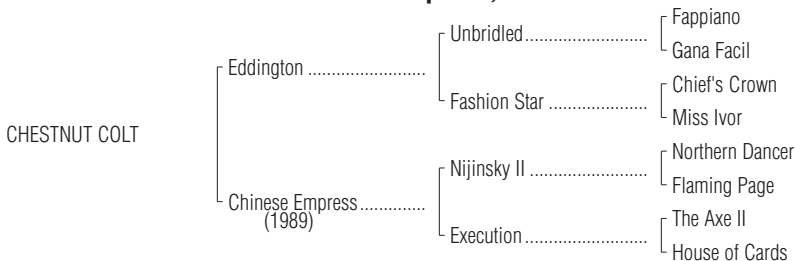 Fappiano
Unbridled
Gana Facil
Eddington
Chief's Crown
Fashion Star
Miss Ivor
CHESTNUT COLT
Northern Dancer
Nijinsky II
Flaming Page
Chinese Empress
(1989)
The Axe II
Execution
House of Cards